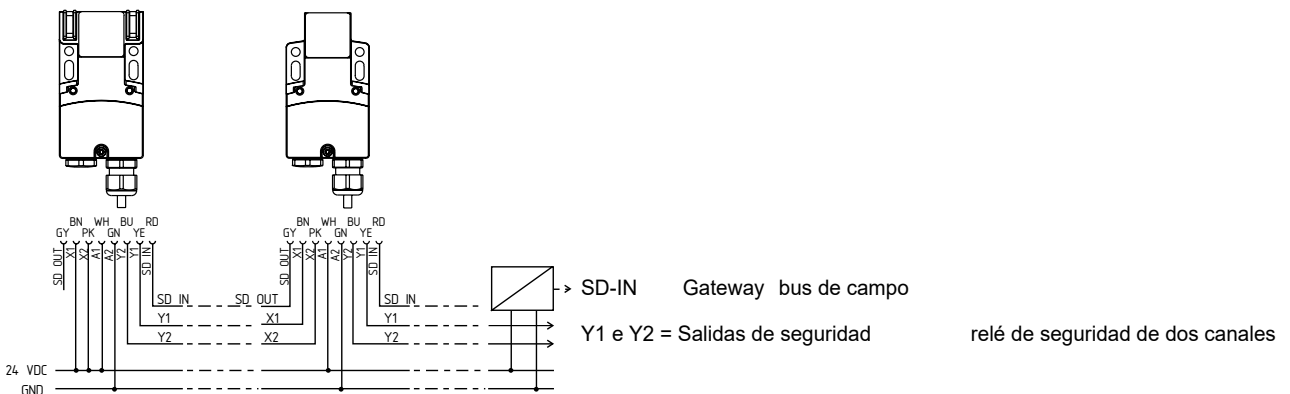 BN WH BU RD
GY PK GN YE
SD OUT X1 X2 A1 A2 Y2 Y1 SD IN
BN WH BU RD
GY PK GN YE
SD OUT X1 X2 A1 A2 Y2 Y1 SD IN
SD IN SD OUT SD IN
Y1 X1 Y1
Y2 X2 Y2
SD-IN Gateway bus de campo
Y1 e Y2 = Salidas de seguridad relé de seguridad de dos canales
24 VDC
GND